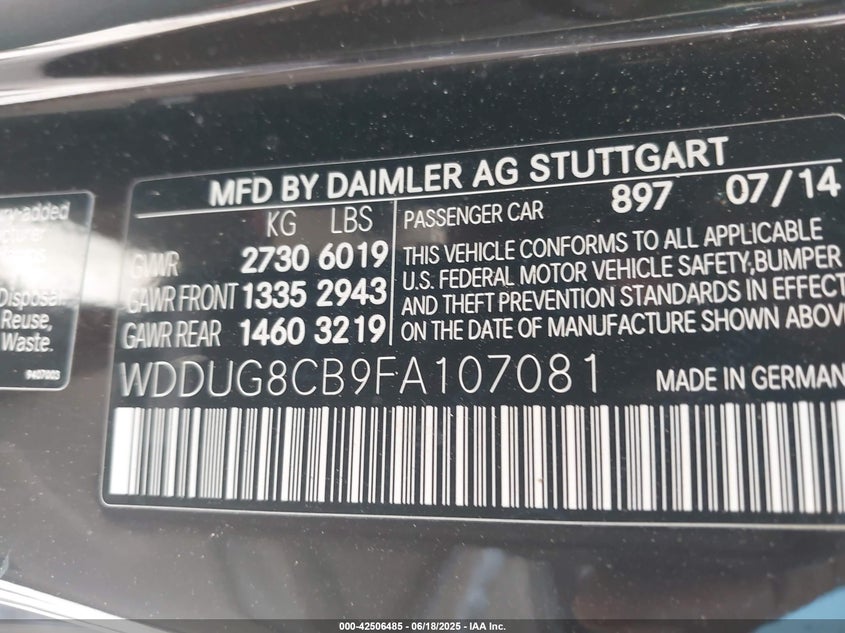 MFD BY DAIMLER AG STUTTGART
KG LBS
GVWR 2730 6019
GAWR FRONT 1335 2943
GAWR REAR 1460 3219
PASSENGER CAR 897 07/14
THIS VEHICLE CONFORMS TO ALL APPLICABLE
U.S. FEDERAL MOTOR VEHICLE SAFETY,BUMPER
AND THEFT PREVENTION STANDARDS IN EFFECT
ON THE DATE OF MANUFACTURE SHOWN ABOVE
WDDUG8CB9FA107081 MADE IN GERMAN
added
Disposal.
Reuse,
Waste.
000-42506485 - 06/18/2025 - IAA Inc.